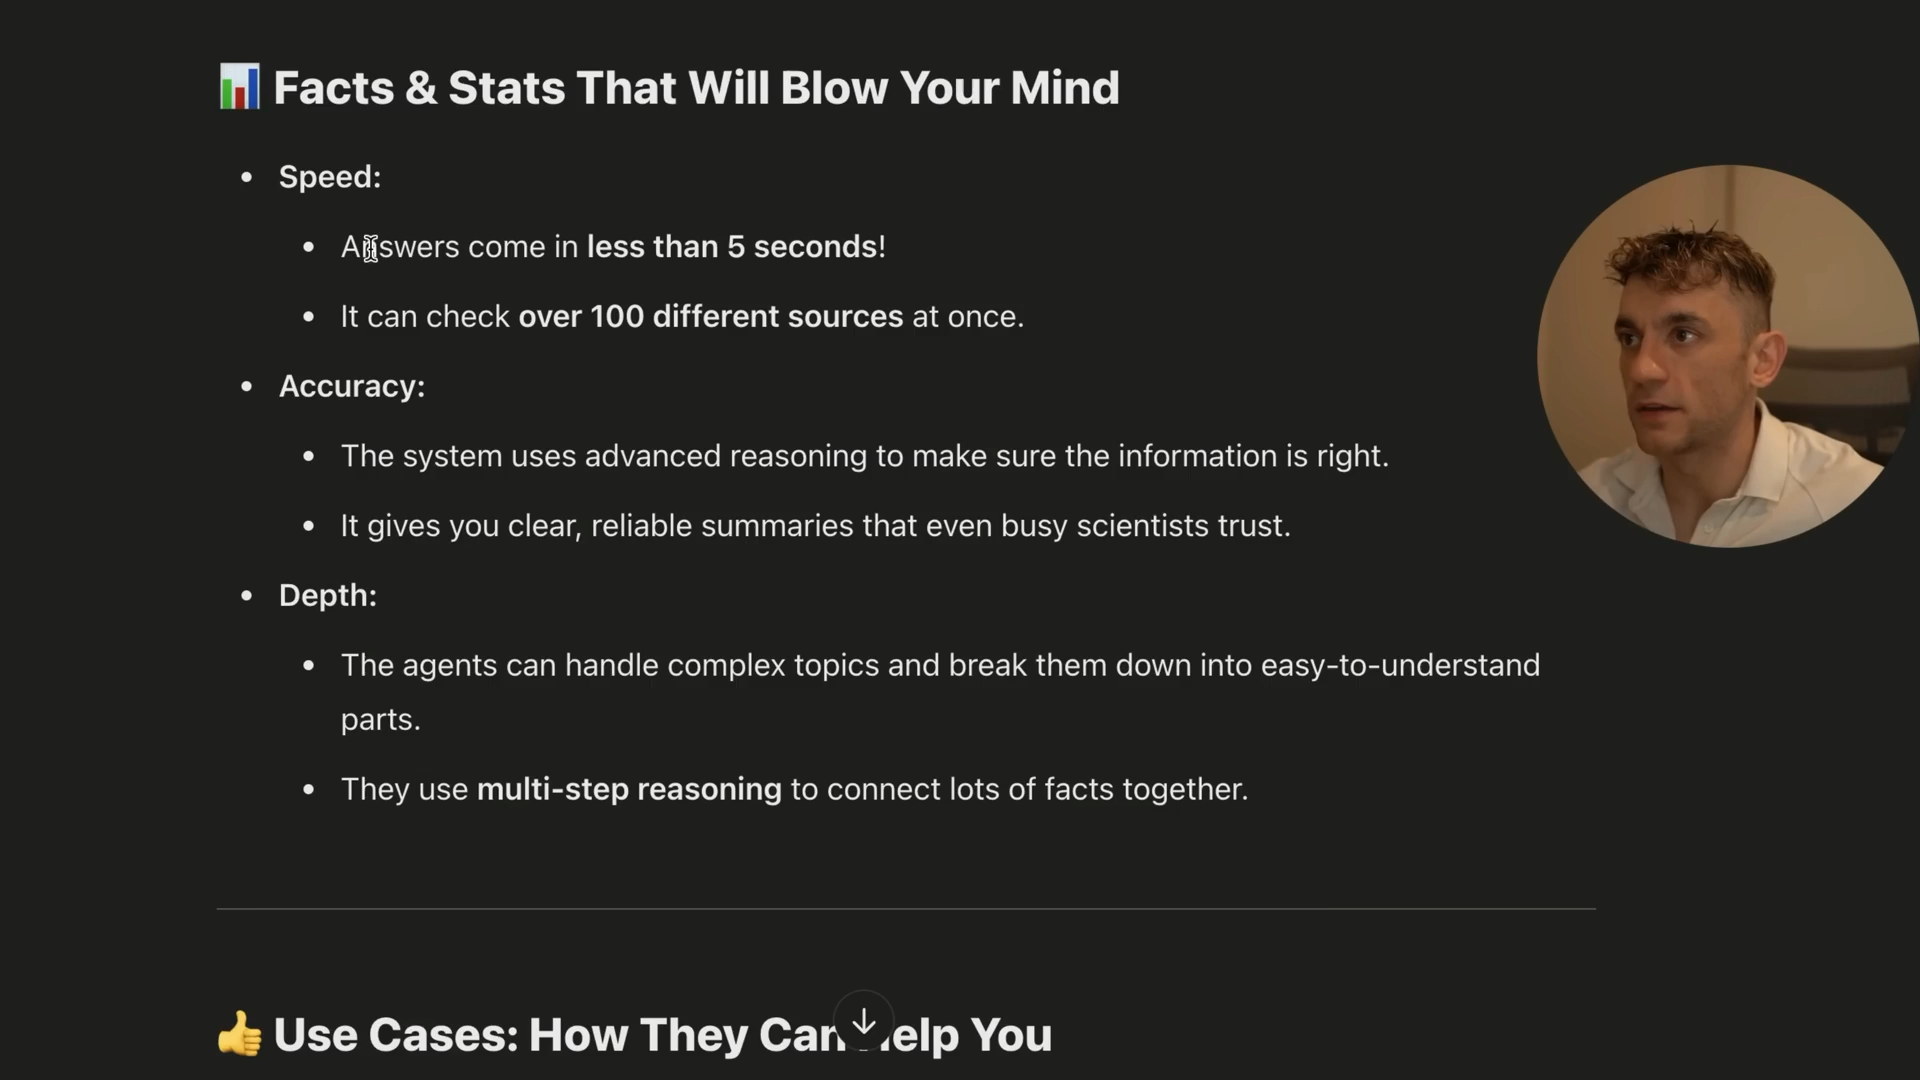 Facts & Stats That Will Blow Your Mind
Speed:
Answers come in less than 5 seconds!
It can check over 100 different sources at once.
Accuracy:
The system uses advanced reasoning to make sure the information is right.
It gives you clear, reliable summaries that even busy scientists trust.
Depth:
The agents can handle complex topics and break them down into easy-to-understand
parts.
They use multi-step reasoning to connect lots of facts together.
Use Cases: How They Can Help You